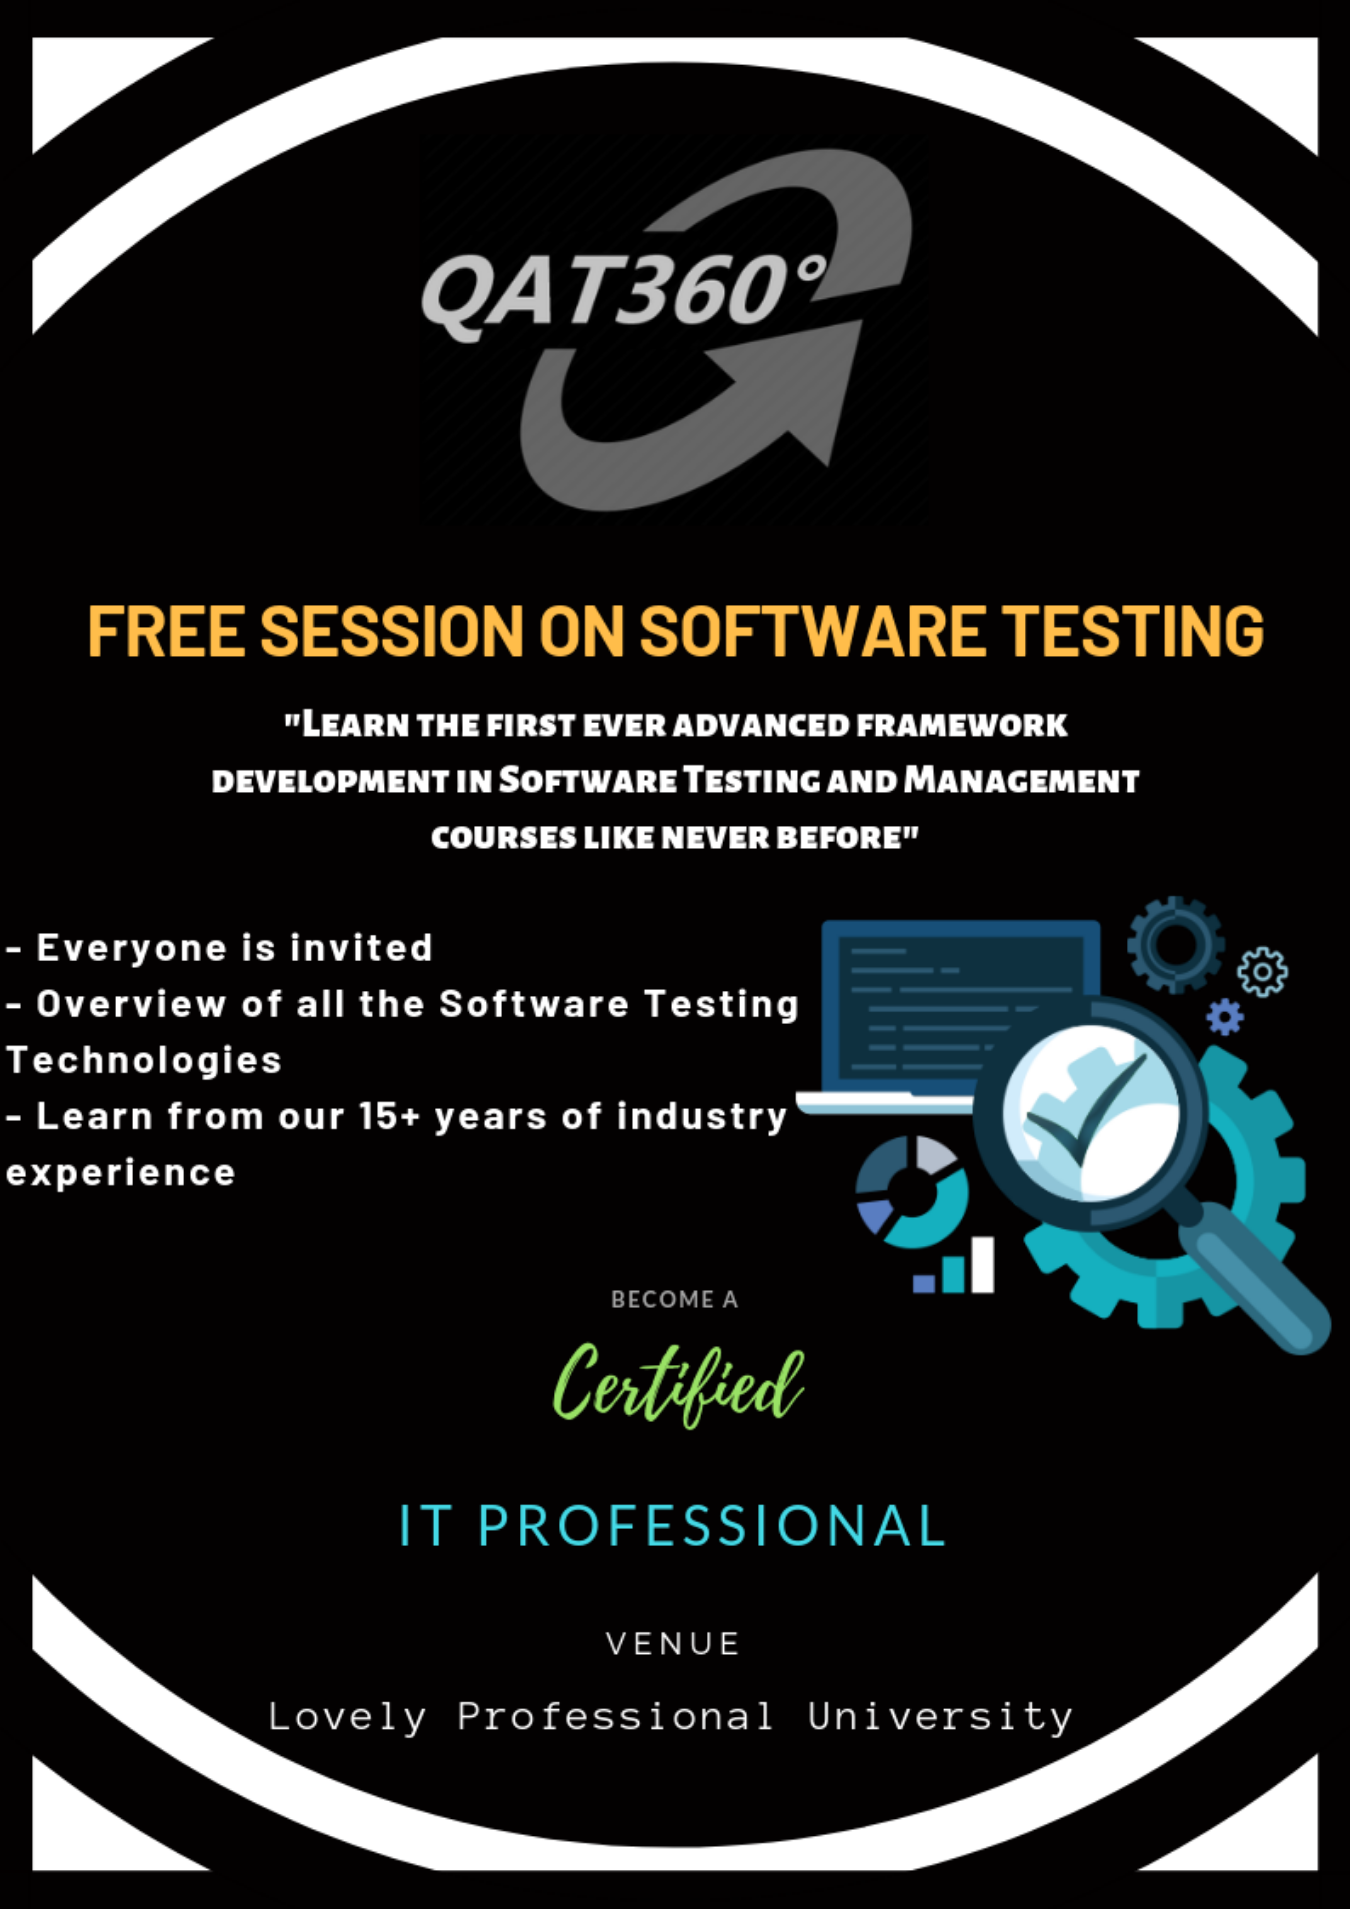 QAT360°
FREE SESSION ON SOFTWARE TESTING
"Learn the first ever advanced framework
development in Software Testing and Management
courses like never before"
- Everyone is invited
- Overview of all the Software Testing
Technologies
- Learn from our 15+ years of industry
experience
BECOME A
Certified
IT PROFESSIONAL
VENUE
Lovely Professional University